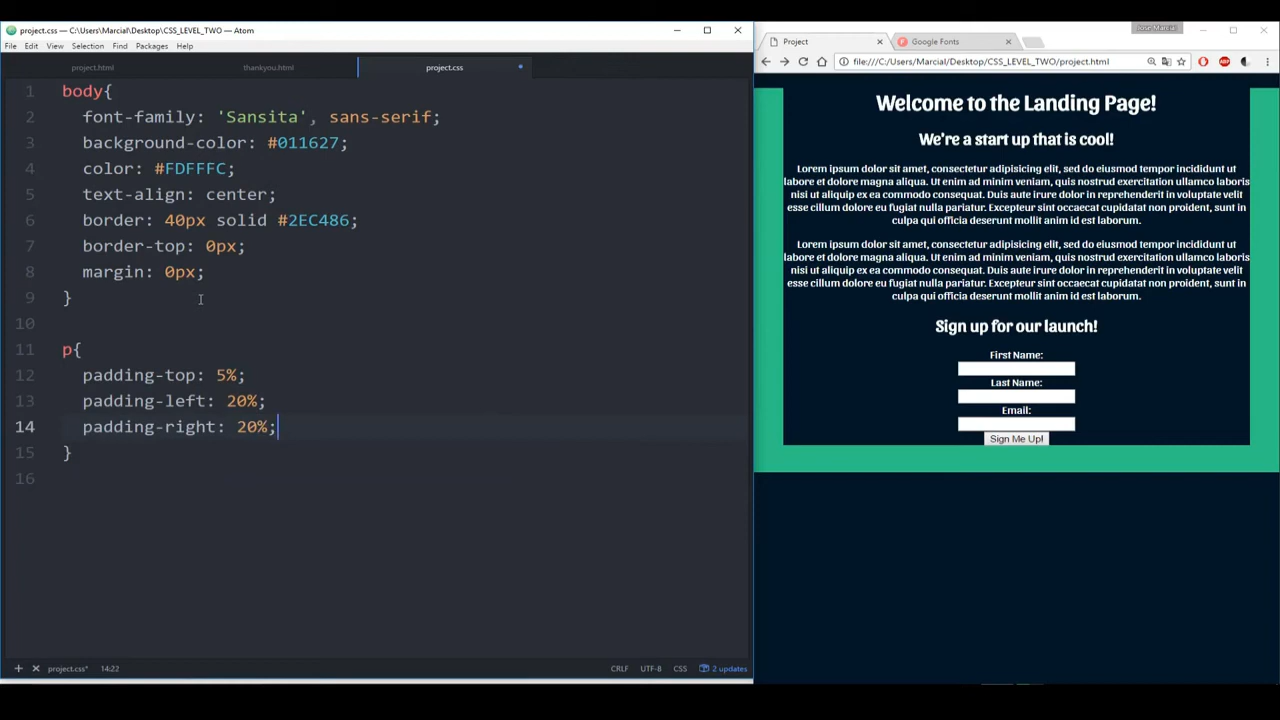 project.css — C:\Users\Marcial\Desktop\CSS_LEVEL_TWO — Atom
File Edit View Selection Find Packages Help
project.html thankyou.html project.css
1 body{
2 font-family: 'Sansita', sans-serif;
3 background-color: #011627;
4 color: #FDFFFC;
5 text-align: center;
6 border: 40px solid #2EC486;
7 border-top: 0px;
8 margin: 0px;
9 }
10
11 p{
12 padding-top: 5%;
13 padding-left: 20%;
14 padding-right: 20%;
15 }
16
project.css* 14:22 CRLF UTF-8 CSS 2 updates
Jose Marcial
Project Google Fonts
file:///C:/Users/Marcial/Desktop/CSS_LEVEL_TWO/project.html
ABP
Welcome to the Landing Page!
We're a start up that is cool!
Lorem ipsum dolor sit amet, consectetur adipisicing elit, sed do eiusmod tempor incididunt ut
labore et dolore magna aliqua. Ut enim ad minim veniam, quis nostrud exercitation ullamco laboris
nisi ut aliquip ex ea commodo consequat. Duis aute irure dolor in reprehenderit in voluptate velit
esse cillum dolore eu fugiat nulla pariatur. Excepteur sint occaecat cupidatat non proident, sunt in
culpa qui officia deserunt mollit anim id est laborum.
Lorem ipsum dolor sit amet, consectetur adipisicing elit, sed do eiusmod tempor incididunt ut
labore et dolore magna aliqua. Ut enim ad minim veniam, quis nostrud exercitation ullamco laboris
nisi ut aliquip ex ea commodo consequat. Duis aute irure dolor in reprehenderit in voluptate velit
esse cillum dolore eu fugiat nulla pariatur. Excepteur sint occaecat cupidatat non proident, sunt in
culpa qui officia deserunt mollit anim id est laborum.
Sign up for our launch!
First Name:
Last Name:
Email:
Sign Me Up!